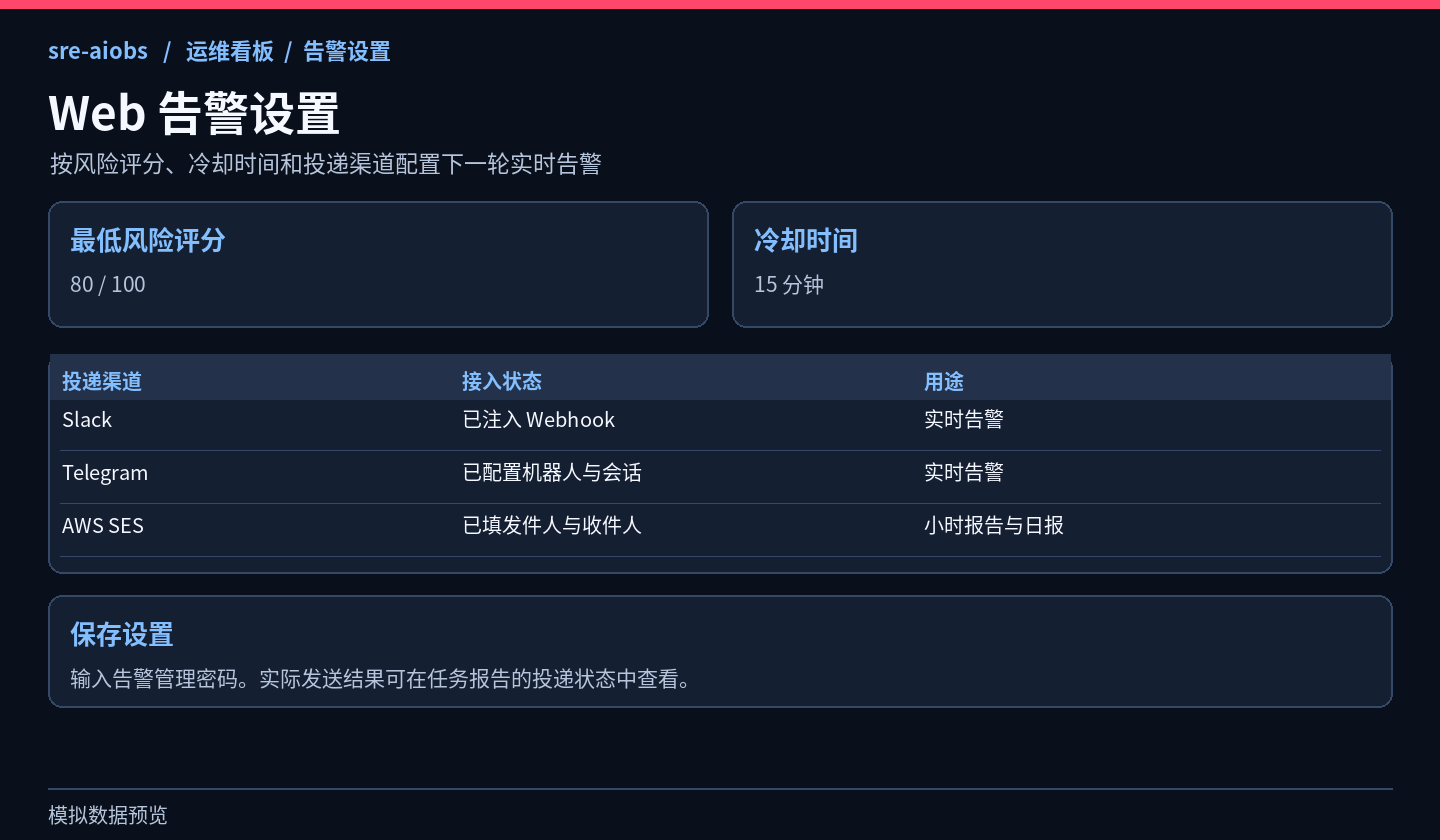 sre-aiobs / 运维看板 / 告警设置
Web 告警设置
按风险评分、冷却时间和投递渠道配置下一轮实时告警
最低风险评分
80 / 100
冷却时间
15 分钟
投递渠道 接入状态 用途
Slack 已注入 Webhook 实时告警
Telegram 已配置机器人与会话 实时告警
AWS SES 已填发件人与收件人 小时报告与日报
保存设置
输入告警管理密码。实际发送结果可在任务报告的投递状态中查看。
模拟数据预览